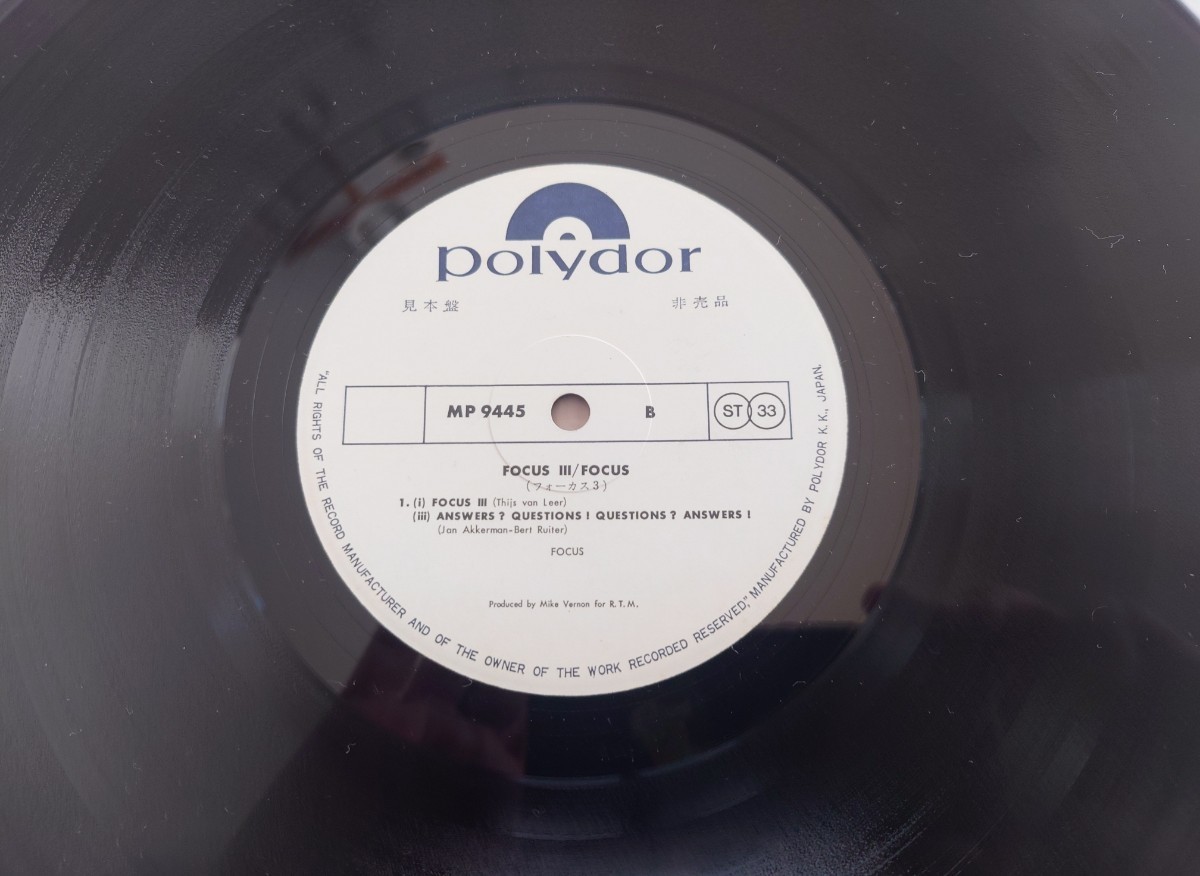 polydor
見本盤 非売品
MP 9445 B ST 33
FOCUS III/FOCUS
(フォーカス3)
1. (i) FOCUS III (Thijs van Leer)
(iii) ANSWERS? QUESTIONS! QUESTIONS? ANSWERS!
(Jan Akkerman-Bert Ruiter)
FOCUS
Produced by Mike Vernon for R.T.M.
"ALL RIGHTS OF THE RECORD MANUFACTURER AND OF THE OWNER OF THE WORK RECORDED RESERVED," MANUFACTURED BY POLYDOR K.K., JAPAN.